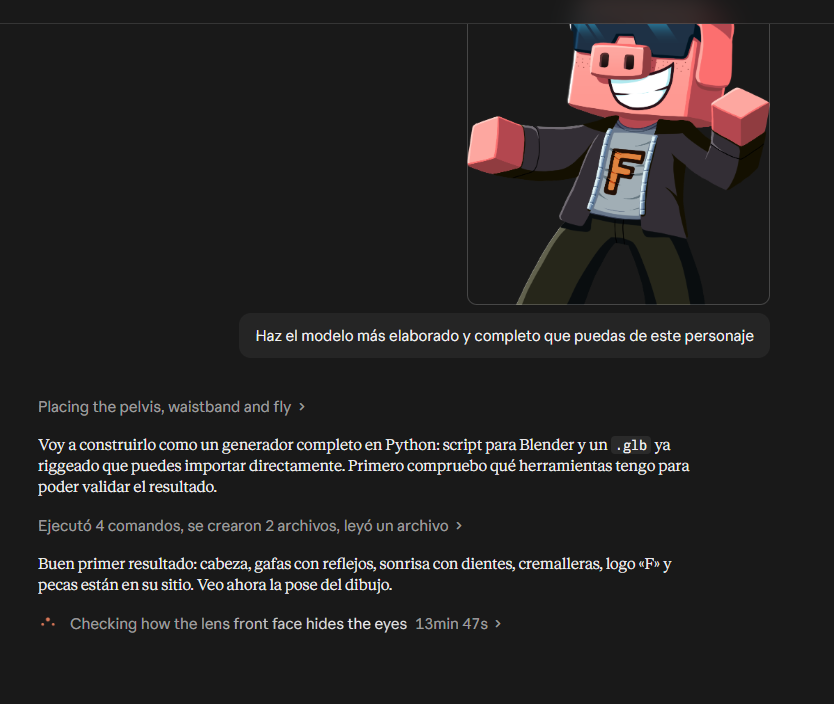 F
Haz el modelo más elaborado y completo que puedas de este personaje
Placing the pelvis, waistband and fly
Voy a construirlo como un generador completo en Python: script para Blender y un .glb ya
riggeado que puedes importar directamente. Primero compruebo qué herramientas tengo para
poder validar el resultado.
Ejecutó 4 comandos, se crearon 2 archivos, leyó un archivo
Buen primer resultado: cabeza, gafas con reflejos, sonrisa con dientes, cremalleras, logo «F» y
pecas están en su sitio. Veo ahora la pose del dibujo.
Checking how the lens front face hides the eyes 13min 47s